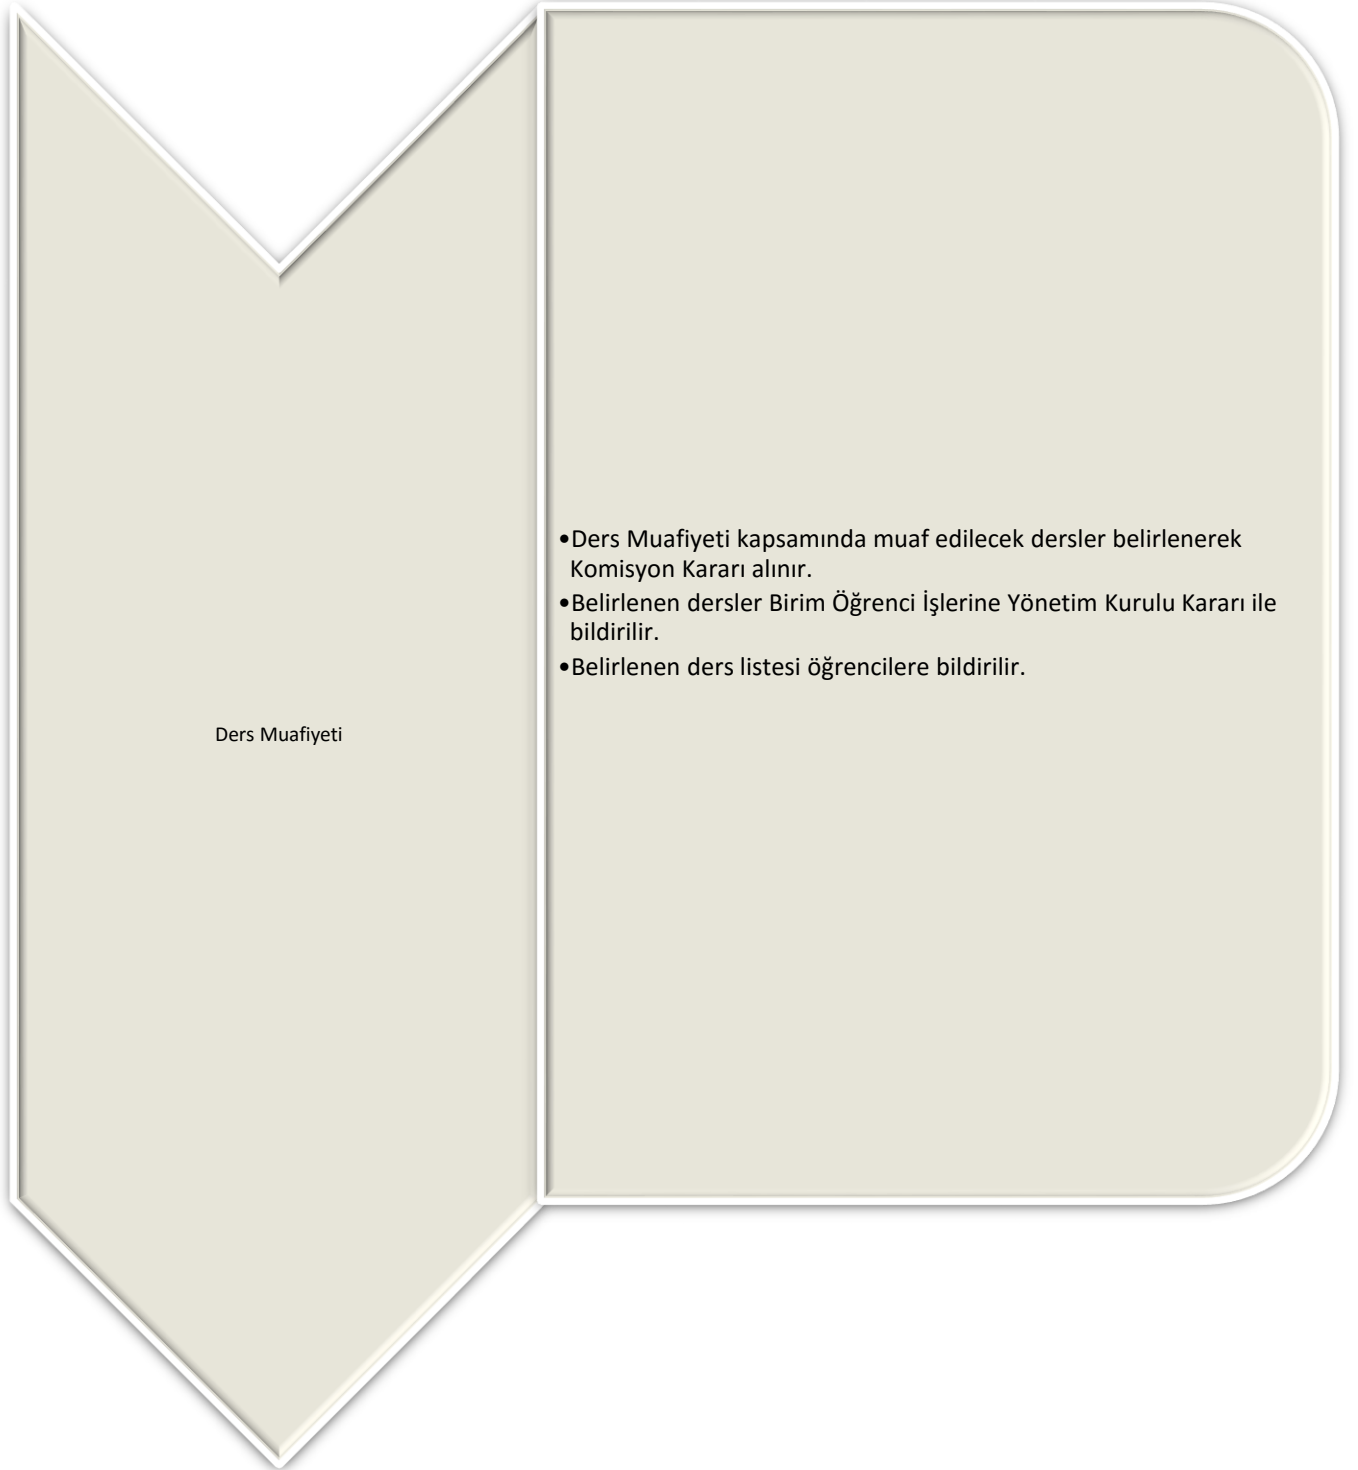 Ders Muafiyeti
•Ders Muafiyeti kapsamında muaf edilecek dersler belirlenerek
Komisyon Kararı alınır.
•Belirlenen dersler Birim Öğrenci İşlerine Yönetim Kurulu Kararı ile
bildirilir.
•Belirlenen ders listesi öğrencilere bildirilir.